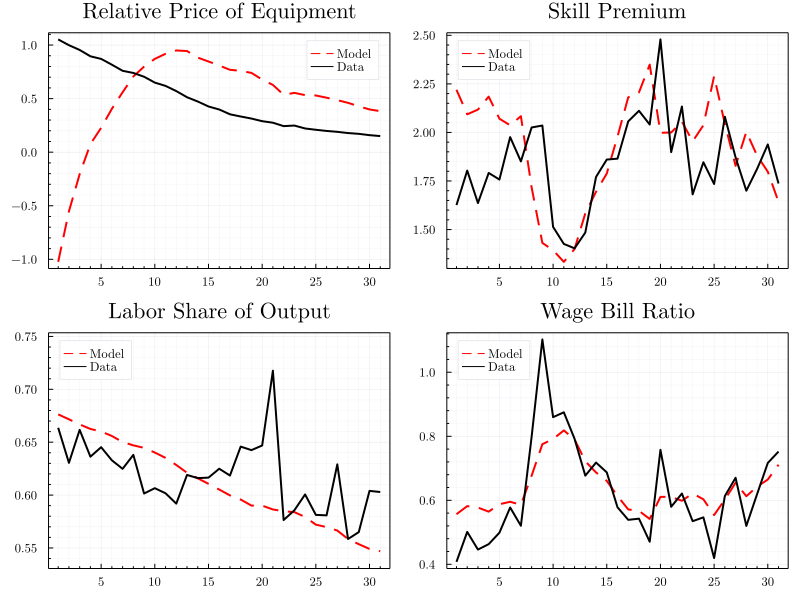 Relative Price of Equipment
Model
Data
1.0
0.5
0.0
−0.5
−1.0
5 10 15 20 25 30
Skill Premium
Model
Data
2.50
2.25
2.00
1.75
1.50
5 10 15 20 25 30
Labor Share of Output
Model
Data
0.75
0.70
0.65
0.60
0.55
5 10 15 20 25 30
Wage Bill Ratio
Model
Data
1.0
0.8
0.6
0.4
5 10 15 20 25 30